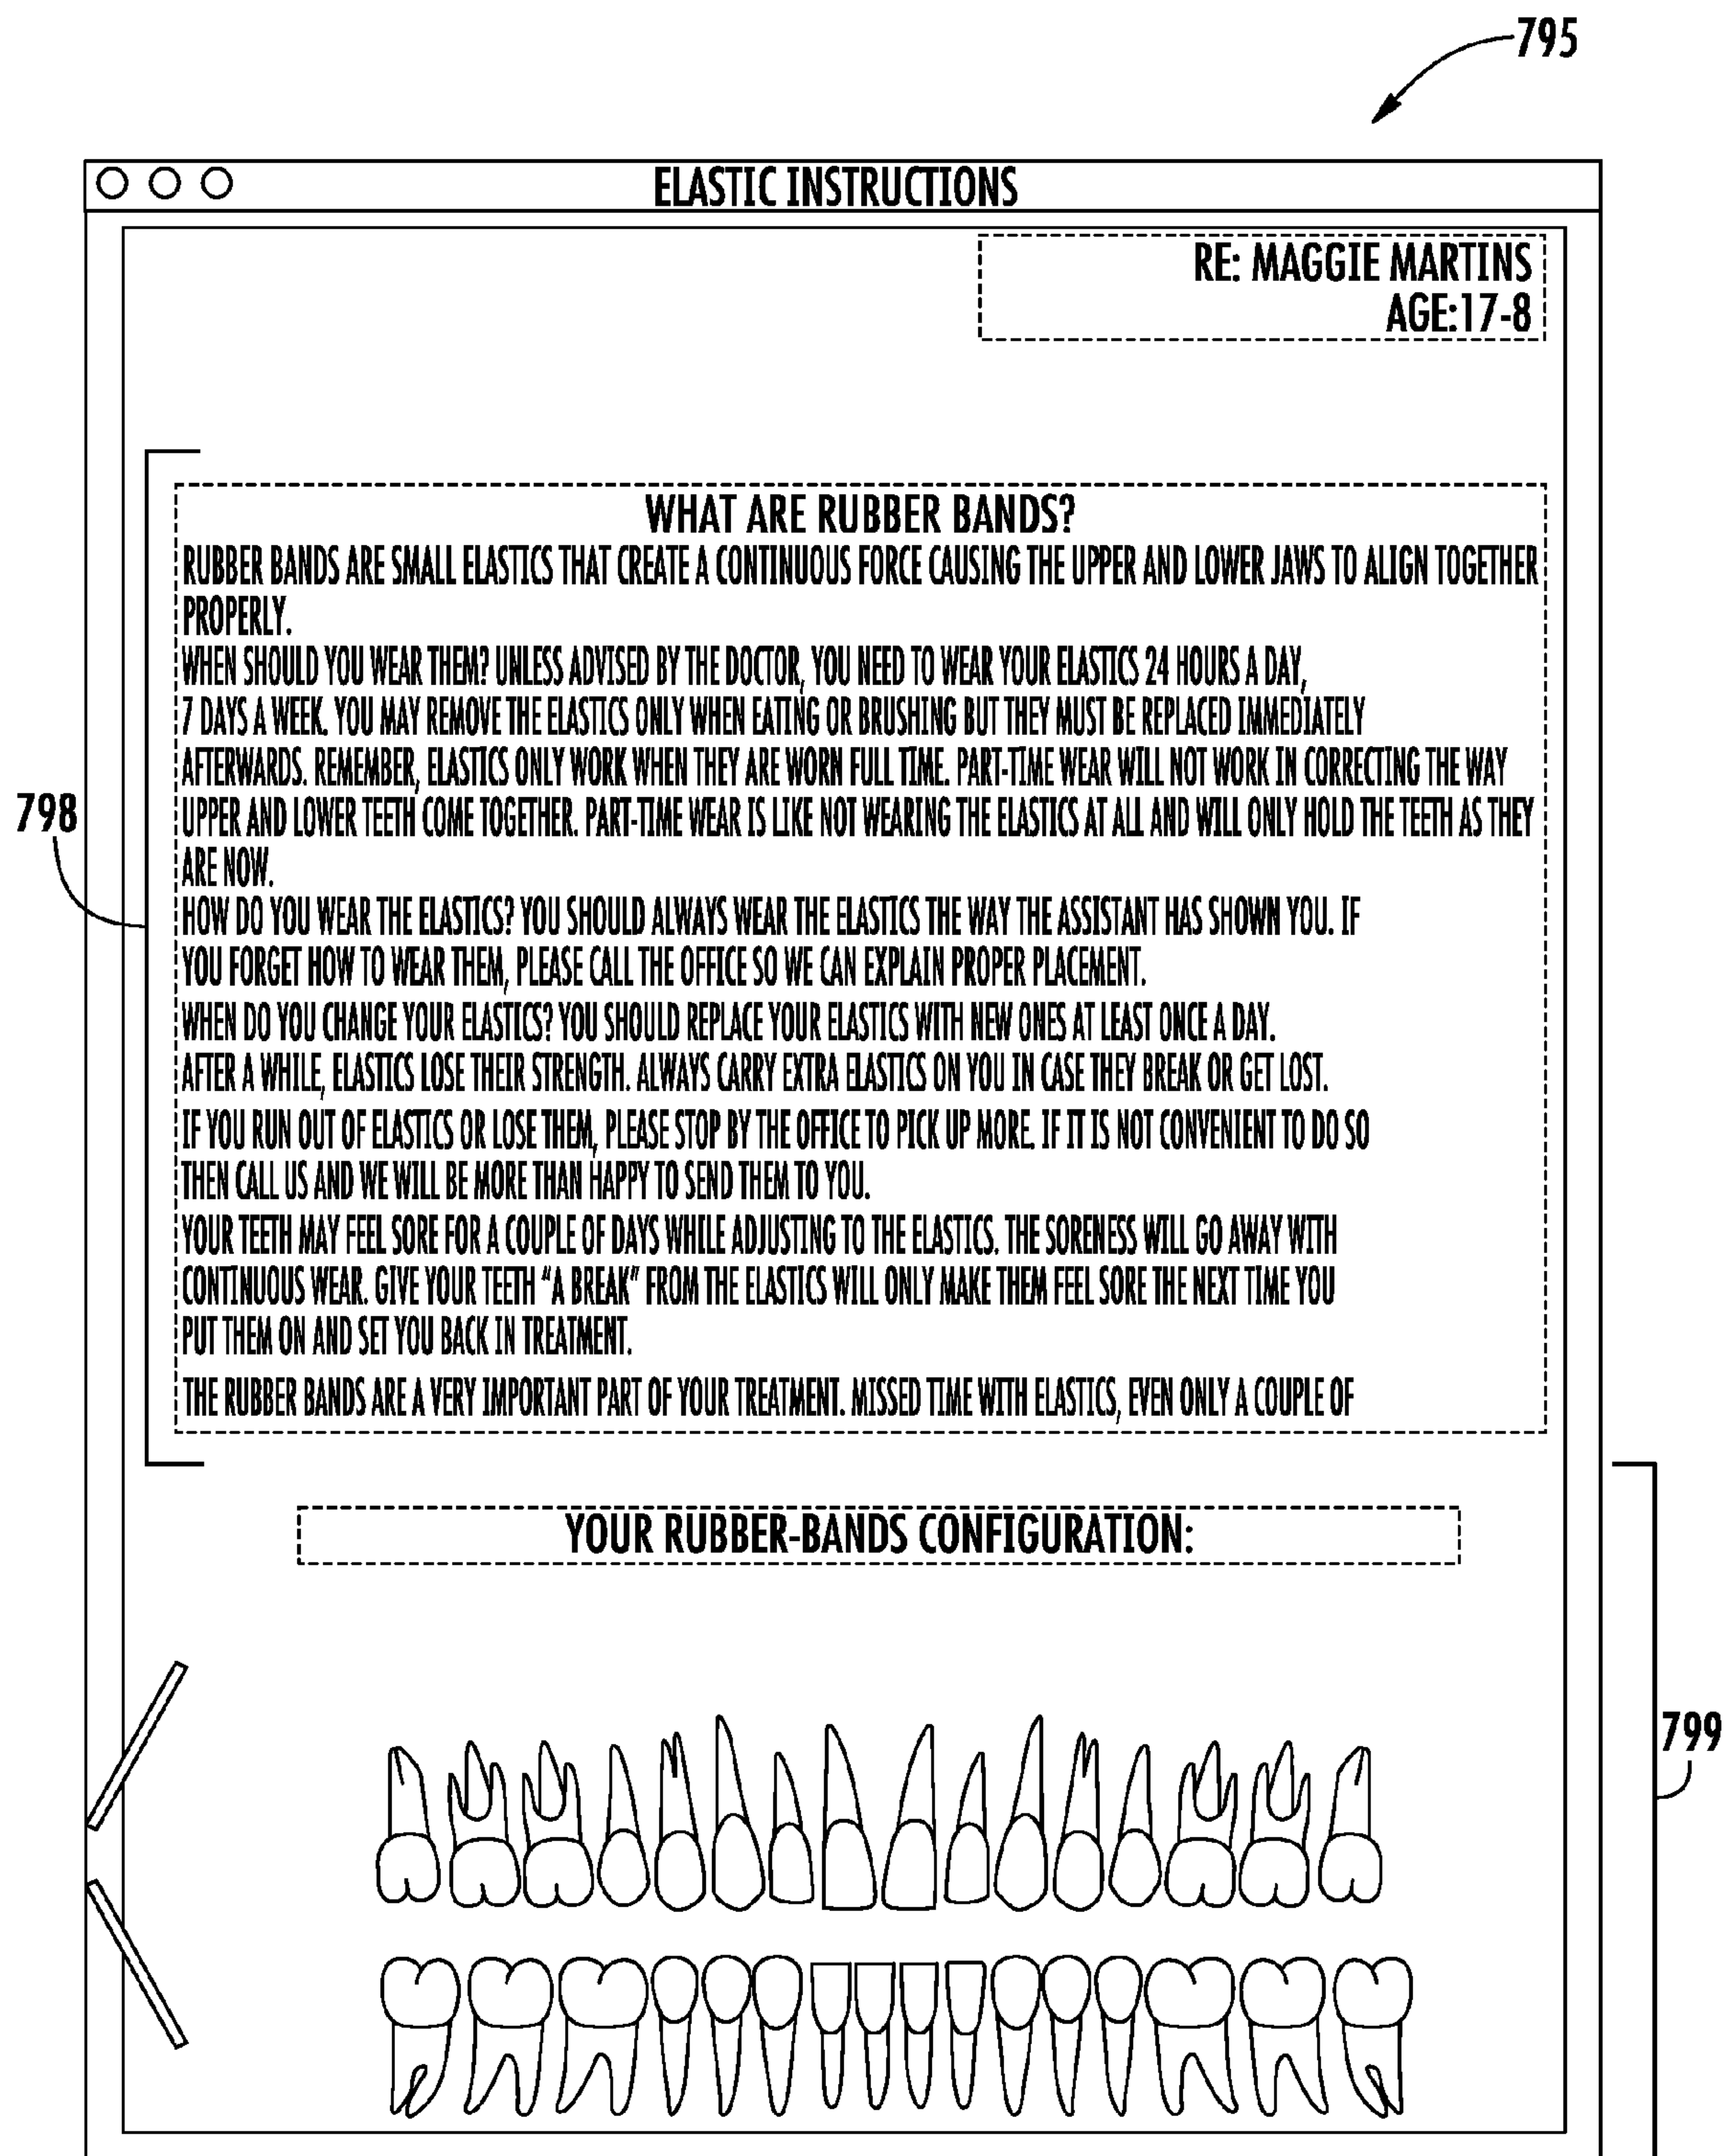 795
ELASTIC INSTRUCTIONS
RE: MAGGIE MARTINS
AGE:17-8
WHAT ARE RUBBER BANDS?
RUBBER BANDS ARE SMALL ELASTICS THAT CREATE A CONTINUOUS FORCE CAUSING THE UPPER AND LOWER JAWS TO ALIGN TOGETHER
PROPERLY.
WHEN SHOULD YOU WEAR THEM? UNLESS ADVISED BY THE DOCTOR, YOU NEED TO WEAR YOUR ELASTICS 24 HOURS A DAY,
7 DAYS A WEEK. YOU MAY REMOVE THE ELASTICS ONLY WHEN EATING OR BRUSHING BUT THEY MUST BE REPLACED IMMEDIATELY
AFTERWARDS. REMEMBER, ELASTICS ONLY WORK WHEN THEY ARE WORN FULL TIME. PART-TIME WEAR WILL NOT WORK IN CORRECTING THE WAY
UPPER AND LOWER TEETH COME TOGETHER. PART-TIME WEAR IS LIKE NOT WEARING THE ELASTICS AT ALL AND WILL ONLY HOLD THE TEETH AS THEY
ARE NOW.
798
HOW DO YOU WEAR THE ELASTICS? YOU SHOULD ALWAYS WEAR THE ELASTICS THE WAY THE ASSISTANT HAS SHOWN YOU. IF
YOU FORGET HOW TO WEAR THEM, PLEASE CALL THE OFFICE SO WE CAN EXPLAIN PROPER PLACEMENT.
WHEN DO YOU CHANGE YOUR ELASTICS? YOU SHOULD REPLACE YOUR ELASTICS WITH NEW ONES AT LEAST ONCE A DAY.
AFTER A WHILE, ELASTICS LOSE THEIR STRENGTH. ALWAYS CARRY EXTRA ELASTICS ON YOU IN CASE THEY BREAK OR GET LOST.
IF YOU RUN OUT OF ELASTICS OR LOSE THEM, PLEASE STOP BY THE OFFICE TO PICK UP MORE. IF IT IS NOT CONVENIENT TO DO SO
THEN CALL US AND WE WILL BE MORE THAN HAPPY TO SEND THEM TO YOU.
YOUR TEETH MAY FEEL SORE FOR A COUPLE OF DAYS WHILE ADJUSTING TO THE ELASTICS. THE SORENESS WILL GO AWAY WITH
CONTINUOUS WEAR. GIVE YOUR TEETH "A BREAK" FROM THE ELASTICS WILL ONLY MAKE THEM FEEL SORE THE NEXT TIME YOU
PUT THEM ON AND SET YOU BACK IN TREATMENT.
THE RUBBER BANDS ARE A VERY IMPORTANT PART OF YOUR TREATMENT. MISSED TIME WITH ELASTICS, EVEN ONLY A COUPLE OF
YOUR RUBBER-BANDS CONFIGURATION:
799